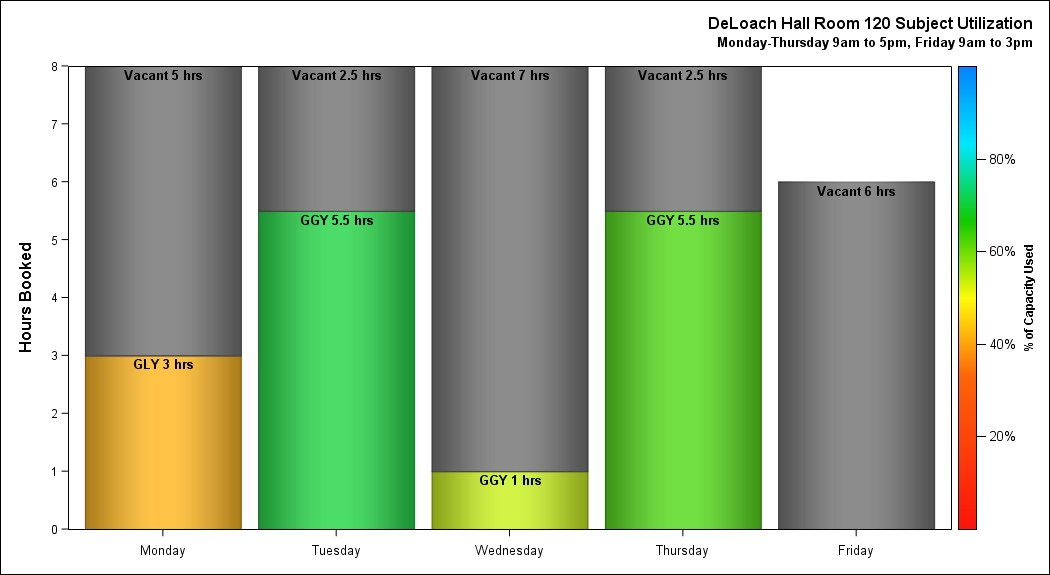 DeLoach Hall Room 120 Subject Utilization
Monday-Thursday 9am to 5pm, Friday 9am to 3pm
Hours Booked
8
7
6
5
4
3
2
1
0
Vacant 5 hrs
GLY 3 hrs
Vacant 2.5 hrs
GGY 5.5 hrs
Vacant 7 hrs
GGY 1 hrs
Vacant 2.5 hrs
GGY 5.5 hrs
Vacant 6 hrs
Monday
Tuesday
Wednesday
Thursday
Friday
80%
60%
40%
20%
% of Capacity Used